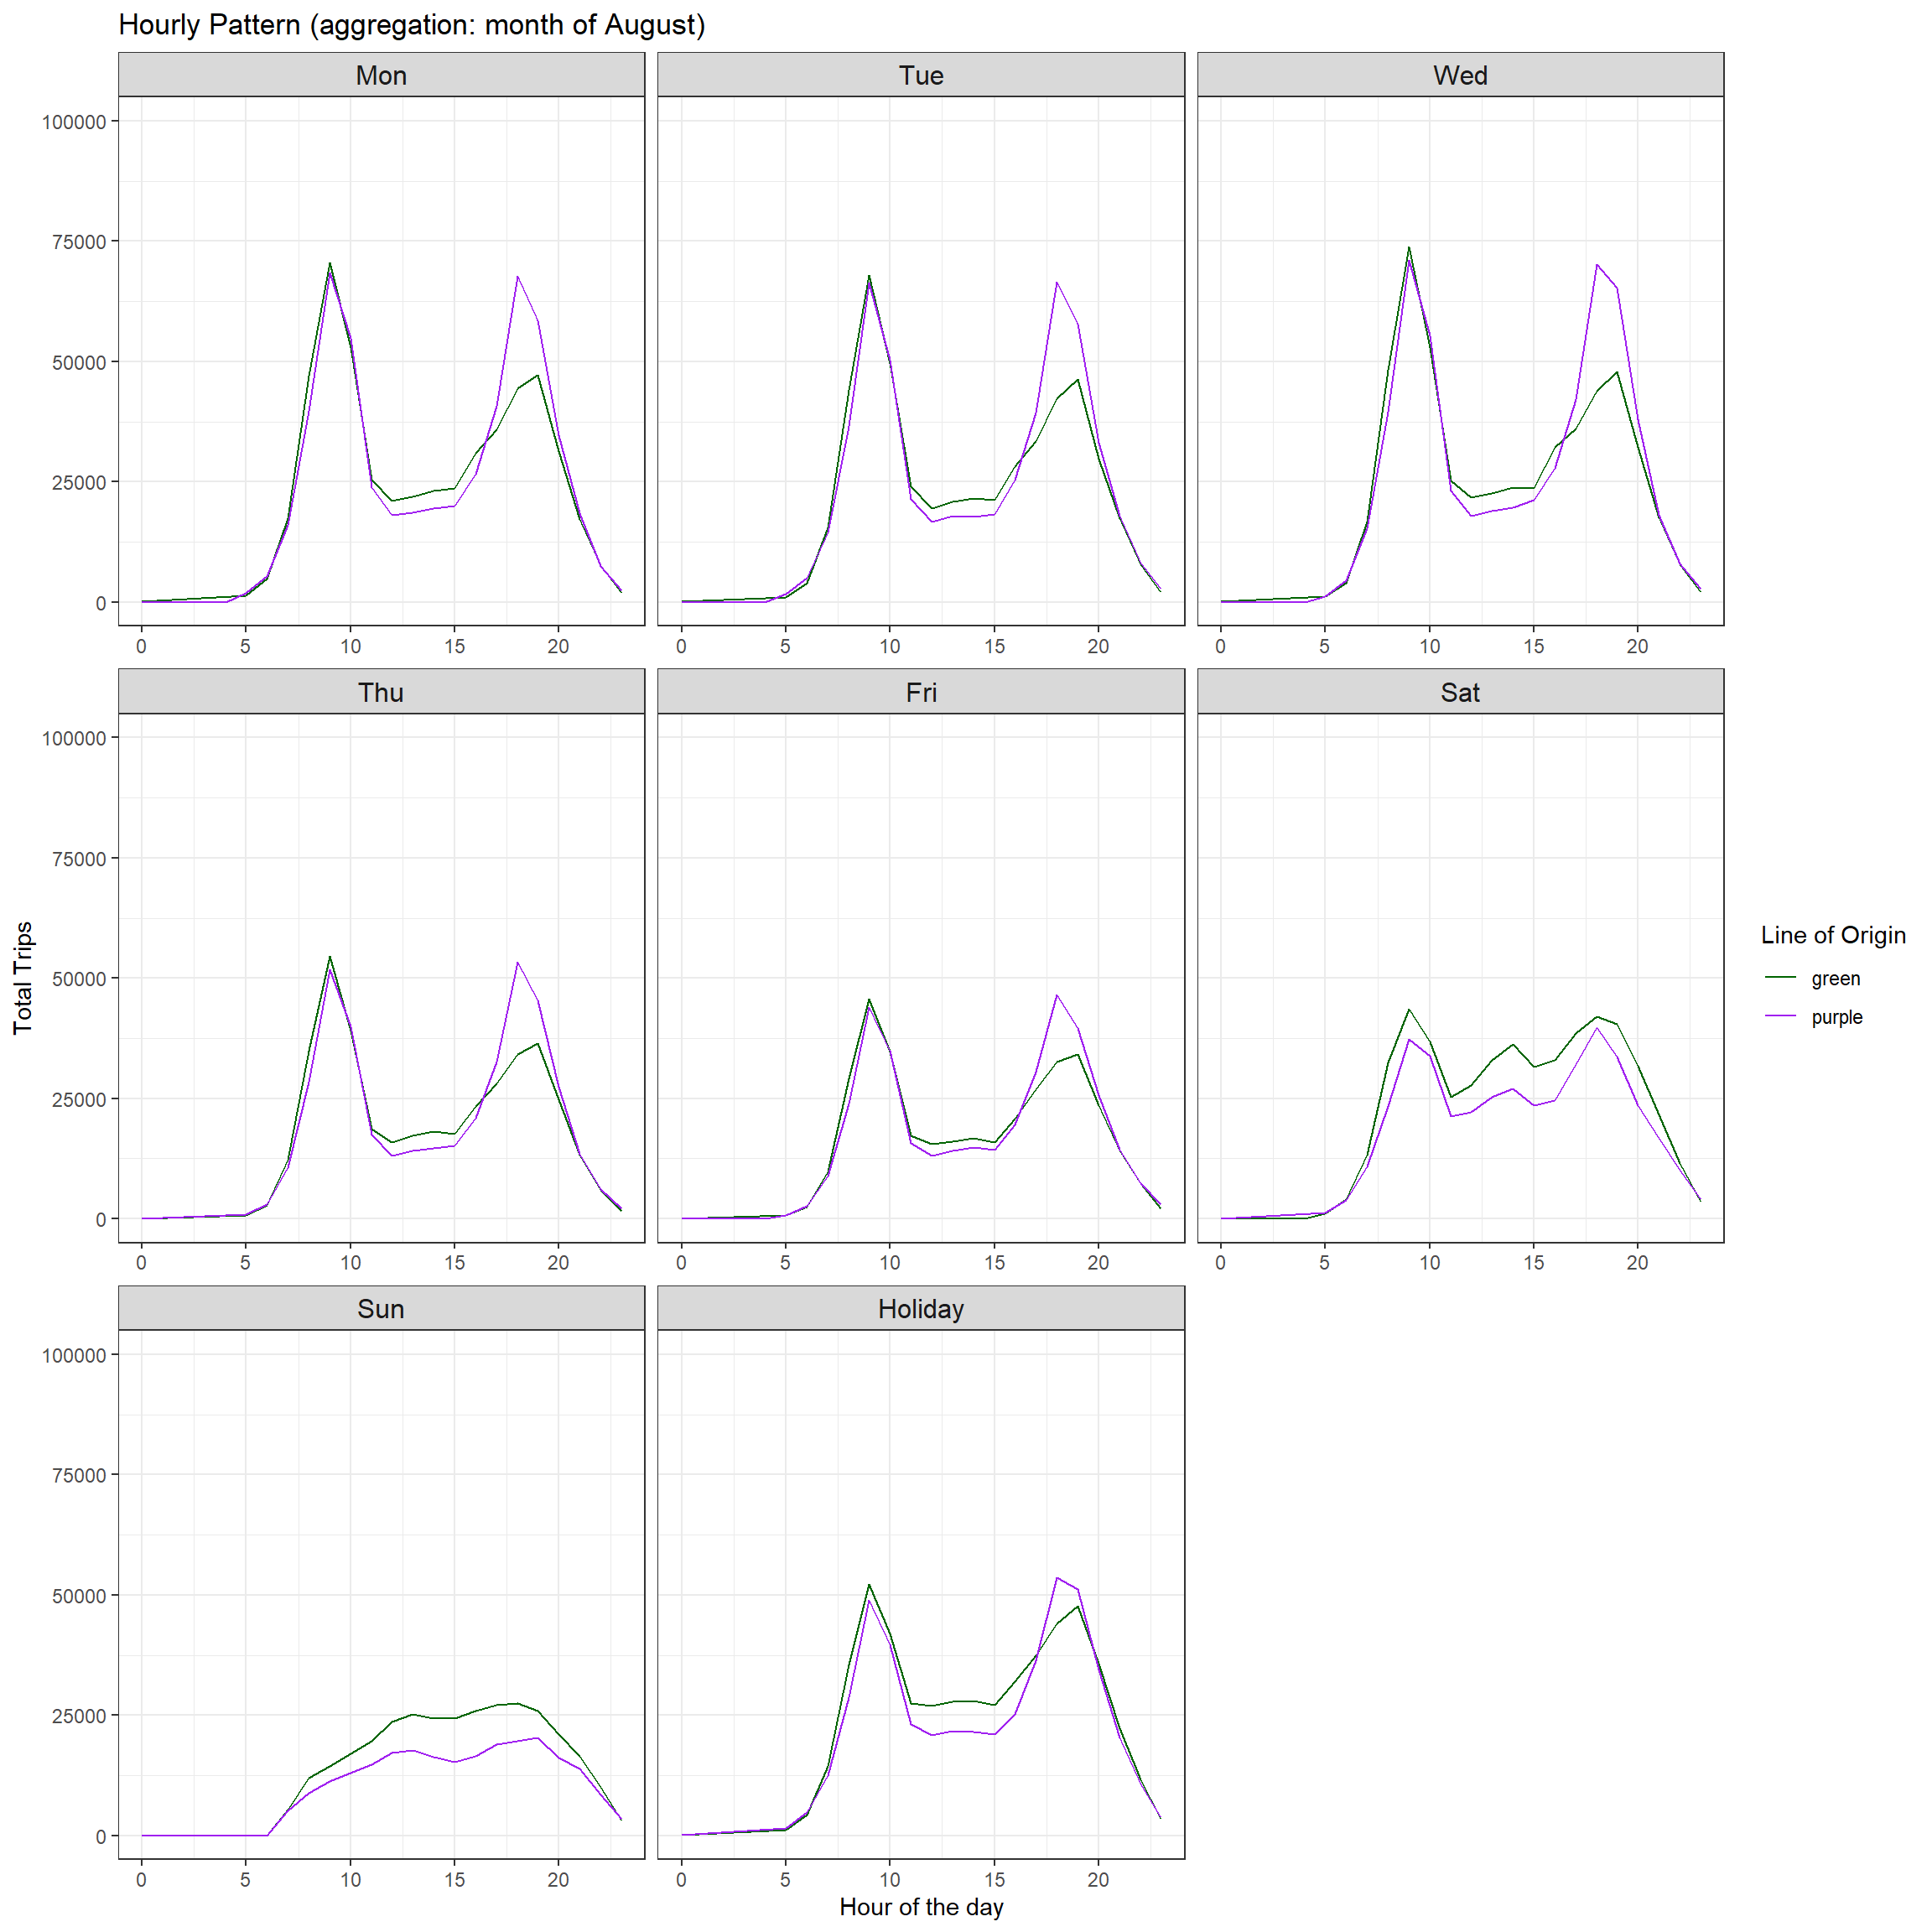 Hourly Pattern (aggregation: month of August)
Mon
Tue
Wed
100000
75000
50000
25000
0
0 5 10 15 20
0 5 10 15 20
0 5 10 15 20
Thu
Fri
Sat
100000
75000
50000
25000
0
0 5 10 15 20
0 5 10 15 20
0 5 10 15 20
Sun
Holiday
100000
75000
50000
25000
0
0 5 10 15 20
0 5 10 15 20
Total Trips
Hour of the day
Line of Origin
green
purple